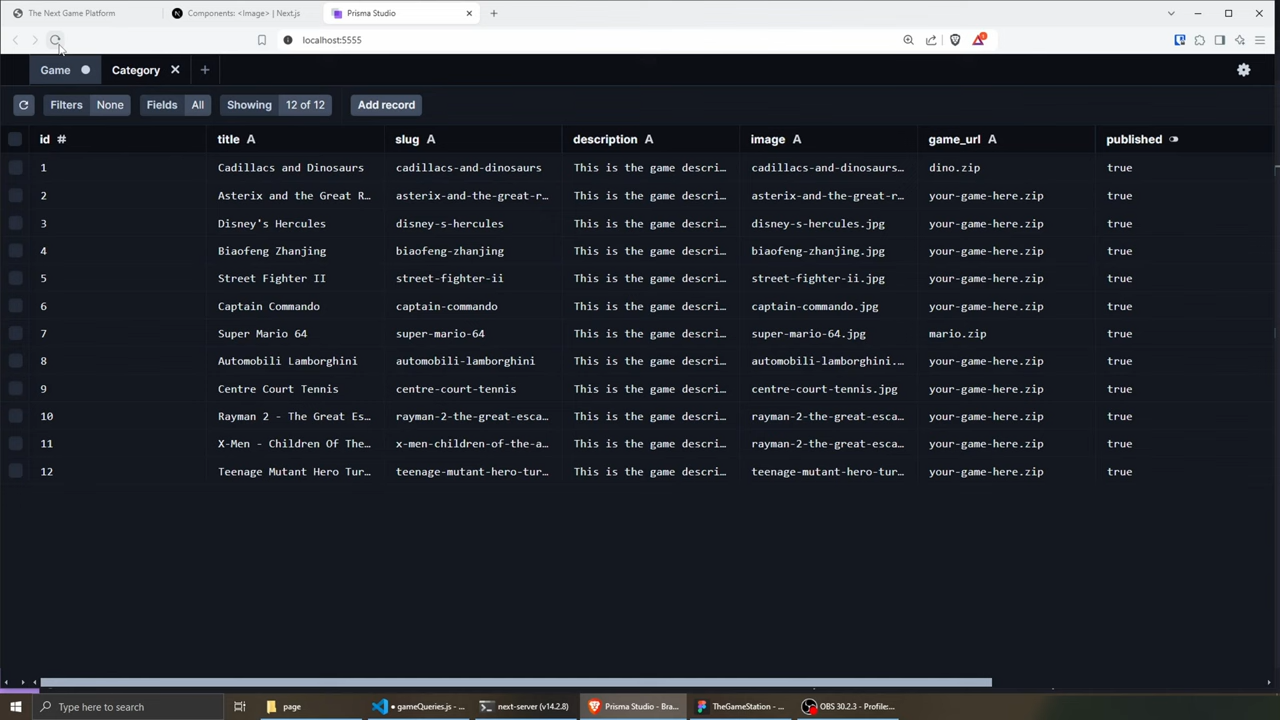 The Next Game Platform
Components: <Image> | Next.js
Prisma Studio
localhost:5555
Game
Category
Filters None
Fields All
Showing 12 of 12
Add record
id #
title A
slug A
description A
image A
game_url A
published
1 Cadillacs and Dinosaurs cadillacs-and-dinosaurs This is the game descri… cadillacs-and-dinosaurs… dino.zip true
2 Asterix and the Great R… asterix-and-the-great-r… This is the game descri… asterix-and-the-great-r… your-game-here.zip true
3 Disney's Hercules disney-s-hercules This is the game descri… disney-s-hercules.jpg your-game-here.zip true
4 Biaofeng Zhanjing biaofeng-zhanjing This is the game descri… biaofeng-zhanjing.jpg your-game-here.zip true
5 Street Fighter II street-fighter-ii This is the game descri… street-fighter-ii.jpg your-game-here.zip true
6 Captain Commando captain-commando This is the game descri… captain-commando.jpg your-game-here.zip true
7 Super Mario 64 super-mario-64 This is the game descri… super-mario-64.jpg mario.zip true
8 Automobili Lamborghini automobili-lamborghini This is the game descri… automobili-lamborghini.… your-game-here.zip true
9 Centre Court Tennis centre-court-tennis This is the game descri… centre-court-tennis.jpg your-game-here.zip true
10 Rayman 2 - The Great Es… rayman-2-the-great-esca… This is the game descri… rayman-2-the-great-esca… your-game-here.zip true
11 X-Men - Children Of The… x-men-children-of-the-a… This is the game descri… rayman-2-the-great-esca… your-game-here.zip true
12 Teenage Mutant Hero Tur… teenage-mutant-hero-tur… This is the game descri… teenage-mutant-hero-tur… your-game-here.zip true
Type here to search
page
• gameQueries.js - …
next-server (v14.2.8)
Prisma Studio - Bra…
TheGameStation - …
OBS 30.2.3 - Profile:…